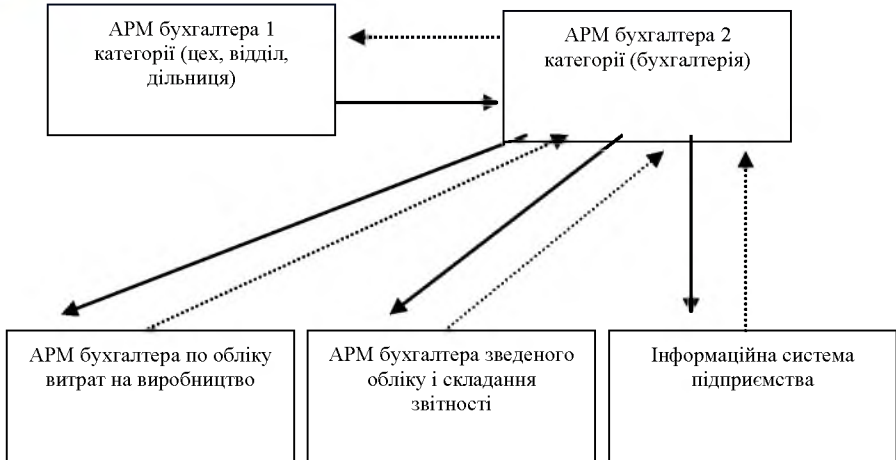 АРМ бухгалтера 1
категорії (цех, відділ,
дільниця)
АРМ бухгалтера 2
категорії (бухгалтерія)
АРМ бухгалтера по обліку
витрат на виробництво
АРМ бухгалтера зведеного
обліку і складання
звітності
Інформаційна система
підприємства